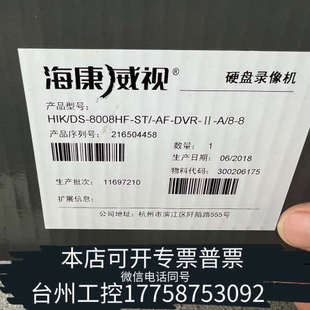 海康威视® 硬盘录像机
产品型号:
HIK/DS-8008HF-ST/-AF-DVR-Ⅱ-A/8-8
产品序列号: 216504458
数量: 1
生产日期: 06/2018
生产批次: 11697210 物料代码: 300206175
扩展信息:
公司地址: 杭州市滨江区阡陌路555号
本店可开专票普票
微信电话同号
台州工控17758753092